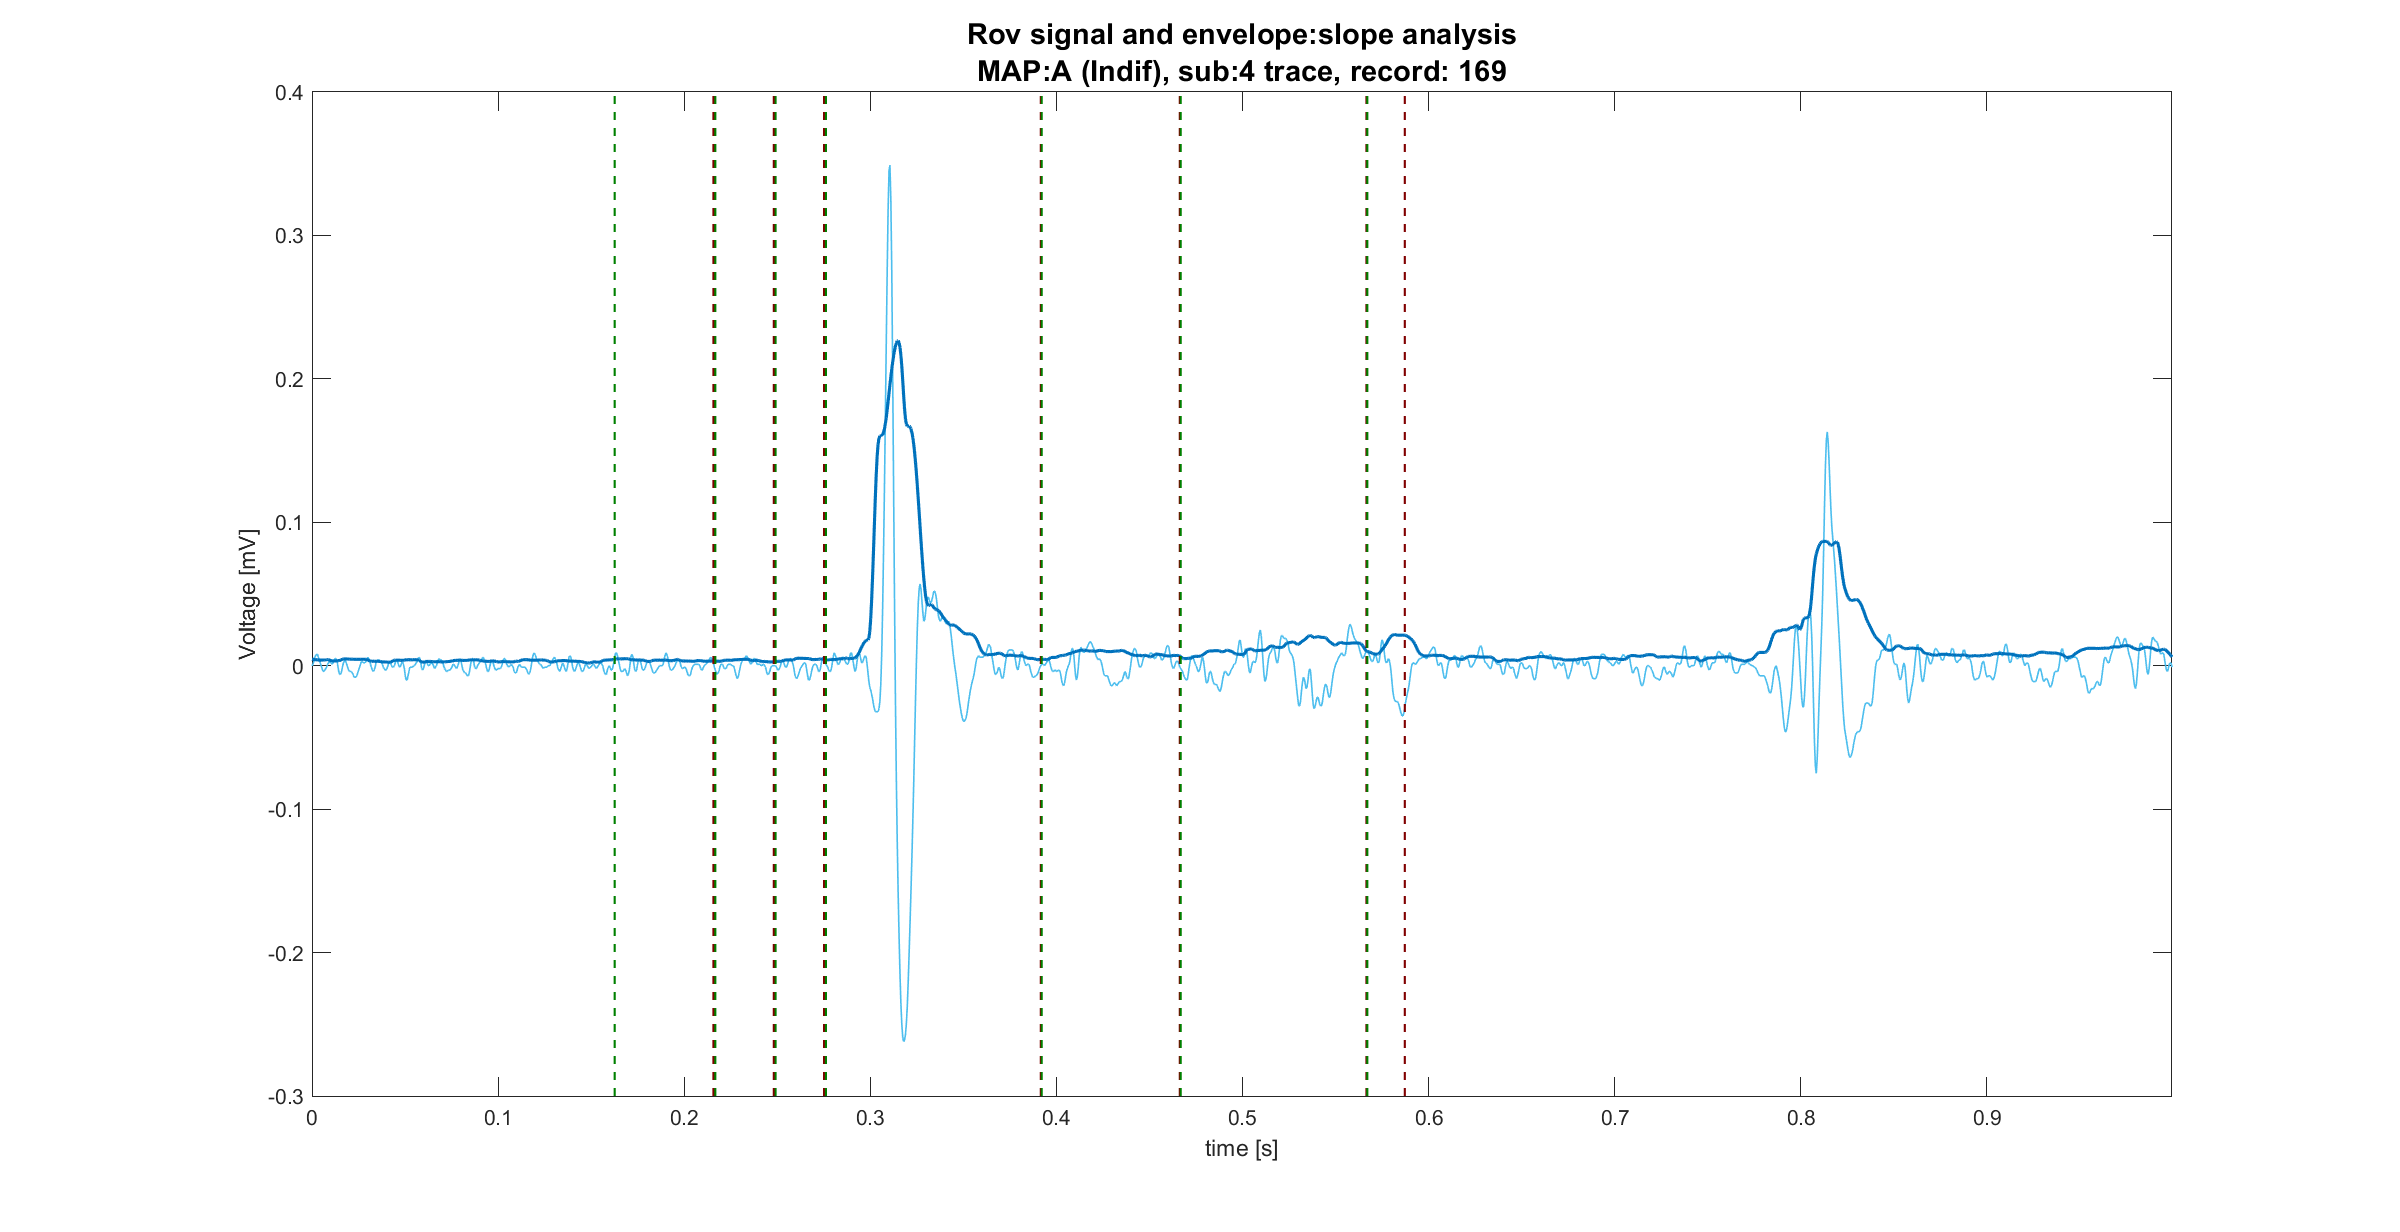 Rov signal and envelope:slope analysis
MAP:A (Indif), sub:4 trace, record: 169
0.4
0.3
0.2
0.1
0
-0.1
-0.2
-0.3
Voltage [mV]
0 0.1 0.2 0.3 0.4 0.5 0.6 0.7 0.8 0.9
time [s]